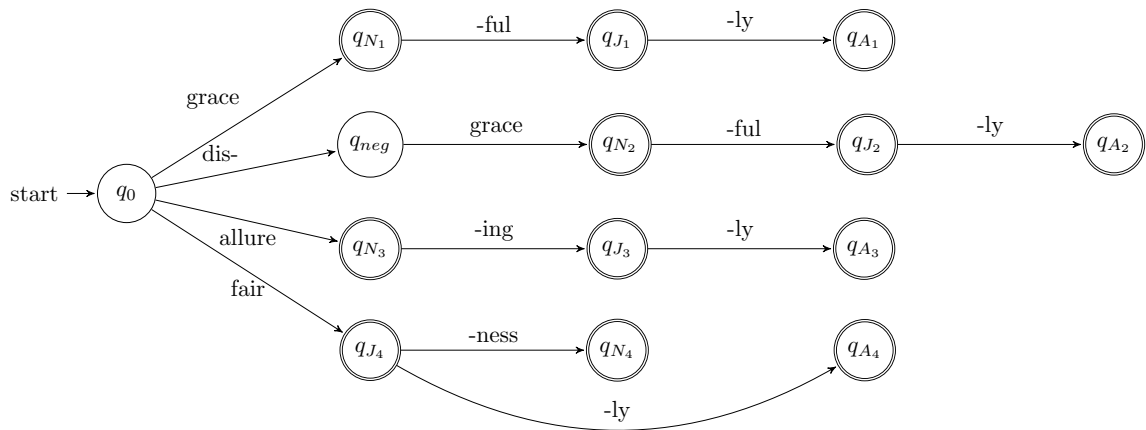 q_{N_1} -ful q_{J_1} -ly q_{A_1}
grace
dis- q_{neg} grace q_{N_2} -ful q_{J_2} -ly q_{A_2}
start q_0
allure q_{N_3} -ing q_{J_3} -ly q_{A_3}
fair
q_{J_4} -ness q_{N_4} q_{A_4}
-ly